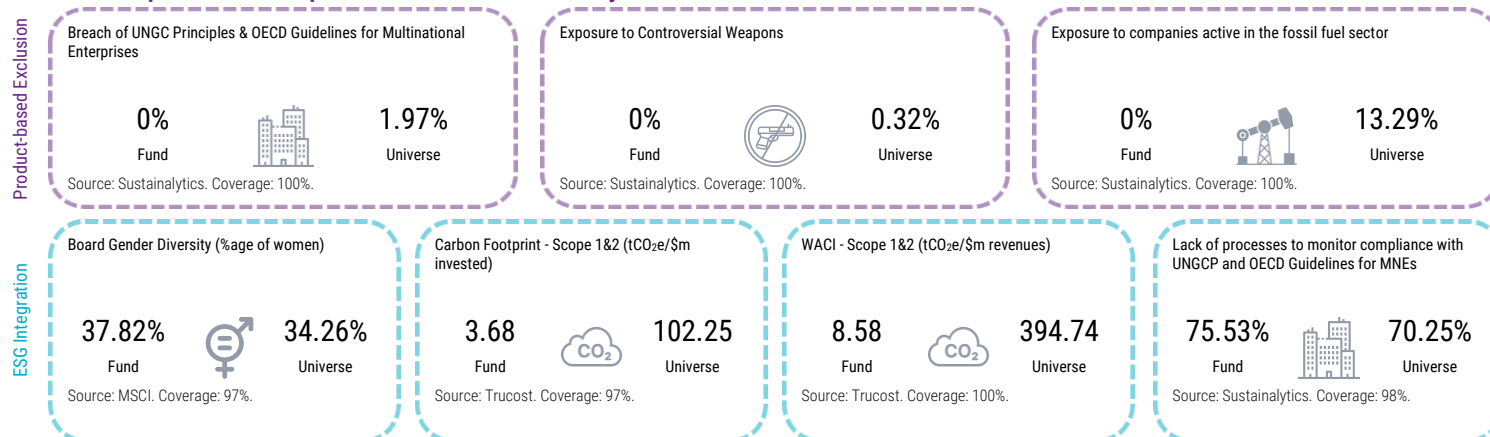 Product-based Exclusion
Breach of UNGC Principles & OECD Guidelines for Multinational
Enterprises
0%
1.97%
Fund
Universe
Source: Sustainalytics. Coverage: 100%.
Exposure to Controversial Weapons
0%
0.32%
Fund
Universe
Source: Sustainalytics. Coverage: 100%.
Exposure to companies active in the fossil fuel sector
0%
13.29%
Fund
Universe
Source: Sustainalytics. Coverage: 100%.
ESG Integration
Board Gender Diversity (%age of women)
37.82%
34.26%
Fund
Universe
Source: MSCI. Coverage: 97%.
Carbon Footprint - Scope 1&2 (tCO₂e/$m
invested)
3.68
CO₂
102.25
Fund
Universe
Source: Trucost. Coverage: 97%.
WACI - Scope 1&2 (tCO₂e/$m revenues)
8.58
CO₂
394.74
Fund
Universe
Source: Trucost. Coverage: 100%.
Lack of processes to monitor compliance with
UNGCP and OECD Guidelines for MNEs
75.53%
70.25%
Fund
Universe
Source: Sustainalytics. Coverage: 98%.